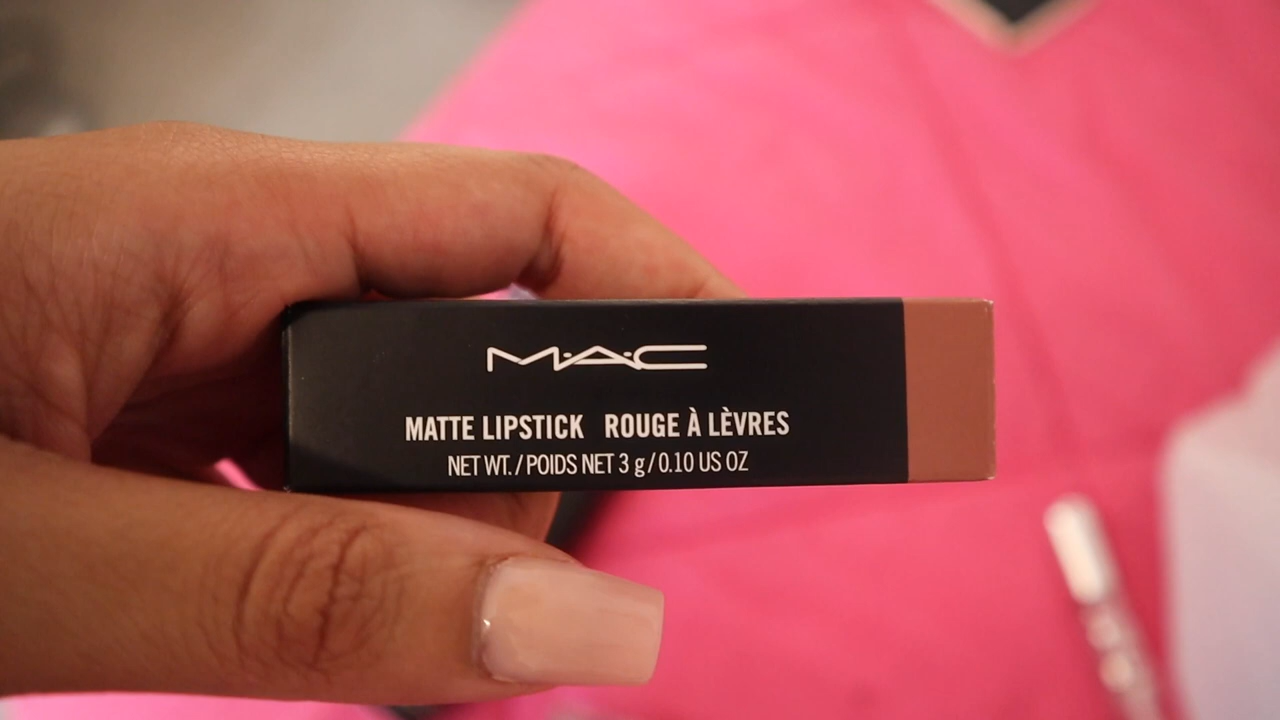 M·A·C
MATTE LIPSTICK ROUGE À LÈVRES
NET WT. / POIDS NET 3 g / 0.10 US OZ